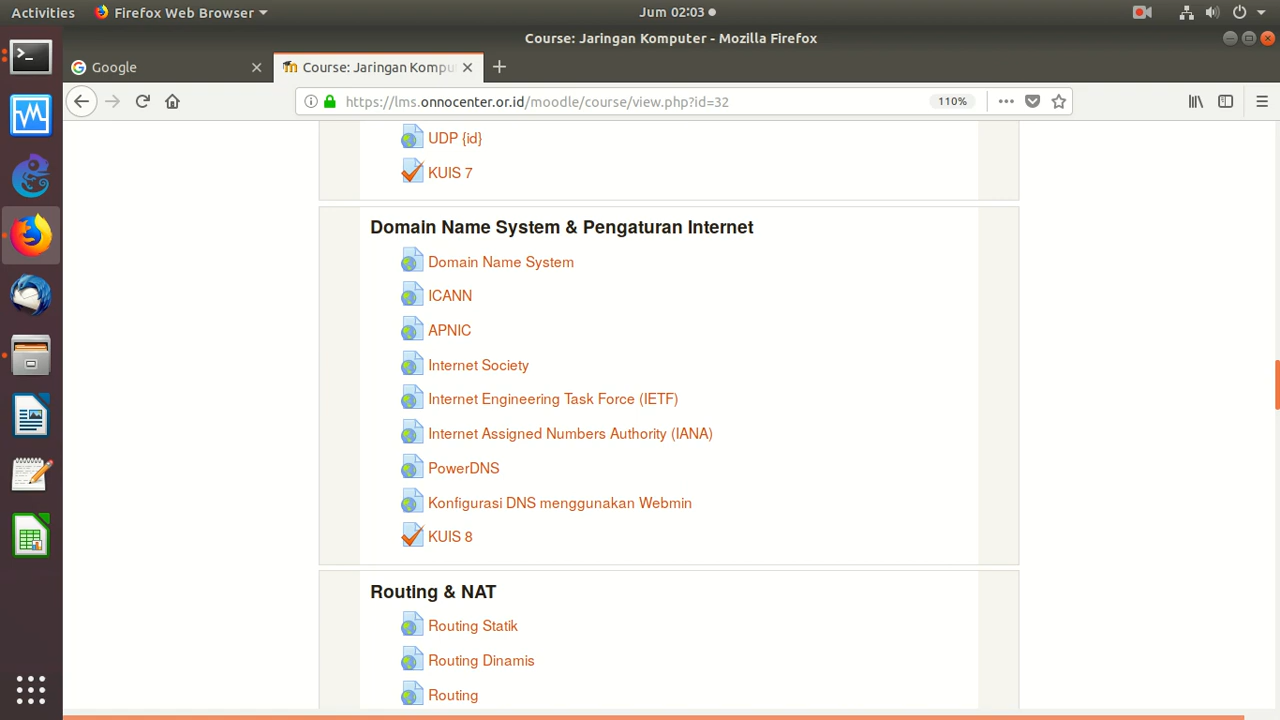 Activities
Firefox Web Browser
Jum 02:03
Course: Jaringan Komputer - Mozilla Firefox
Google
Course: Jaringan Kompu
https://lms.onnocenter.or.id/moodle/course/view.php?id=32
110%
UDP {id}
KUIS 7
Domain Name System & Pengaturan Internet
Domain Name System
ICANN
APNIC
Internet Society
Internet Engineering Task Force (IETF)
Internet Assigned Numbers Authority (IANA)
PowerDNS
Konfigurasi DNS menggunakan Webmin
KUIS 8
Routing & NAT
Routing Statik
Routing Dinamis
Routing